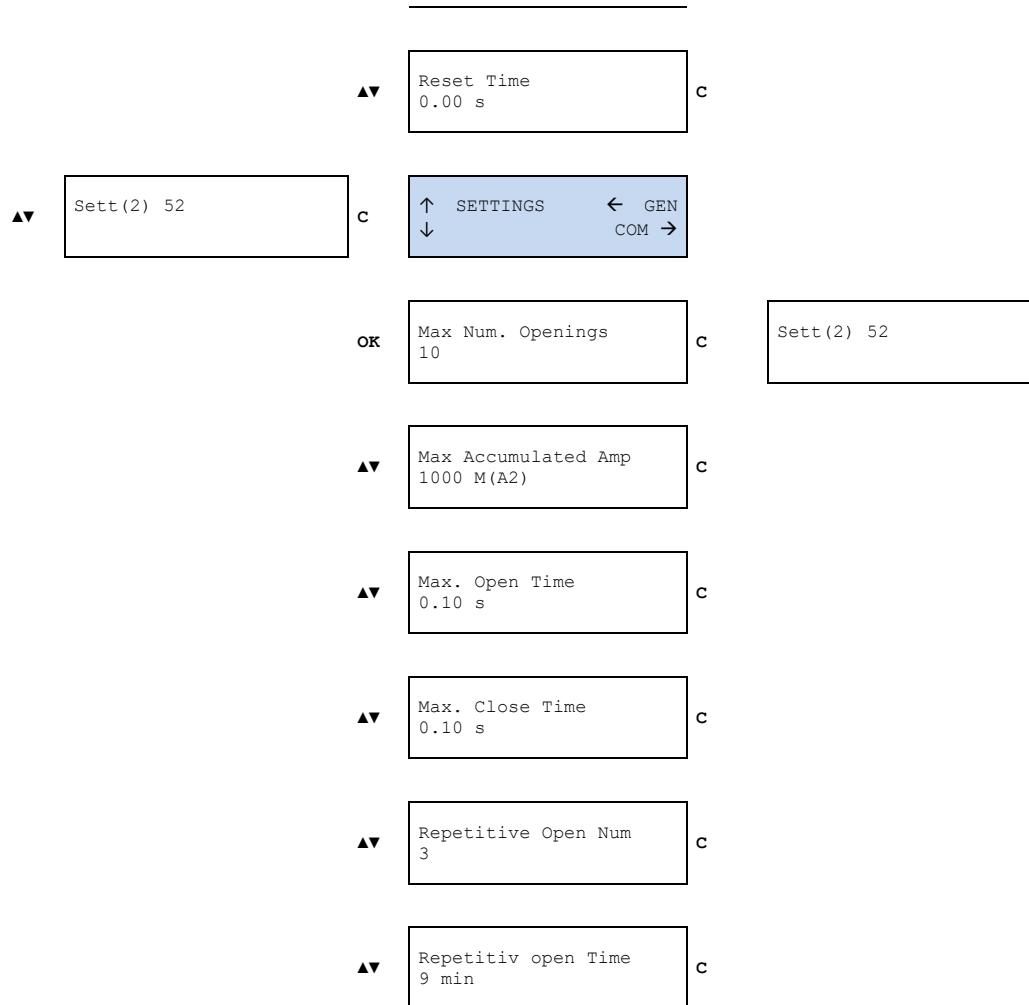 ▲▼ Reset Time C
0.00 s
▲▼ Sett(2) 52 C ↑ SETTINGS ← GEN
↓ COM →
OK Max Num. Openings C Sett(2) 52
10
▲▼ Max Accumulated Amp C
1000 M(A2)
▲▼ Max. Open Time C
0.10 s
▲▼ Max. Close Time C
0.10 s
▲▼ Repetitive Open Num C
3
▲▼ Repetitiv open Time C
9 min